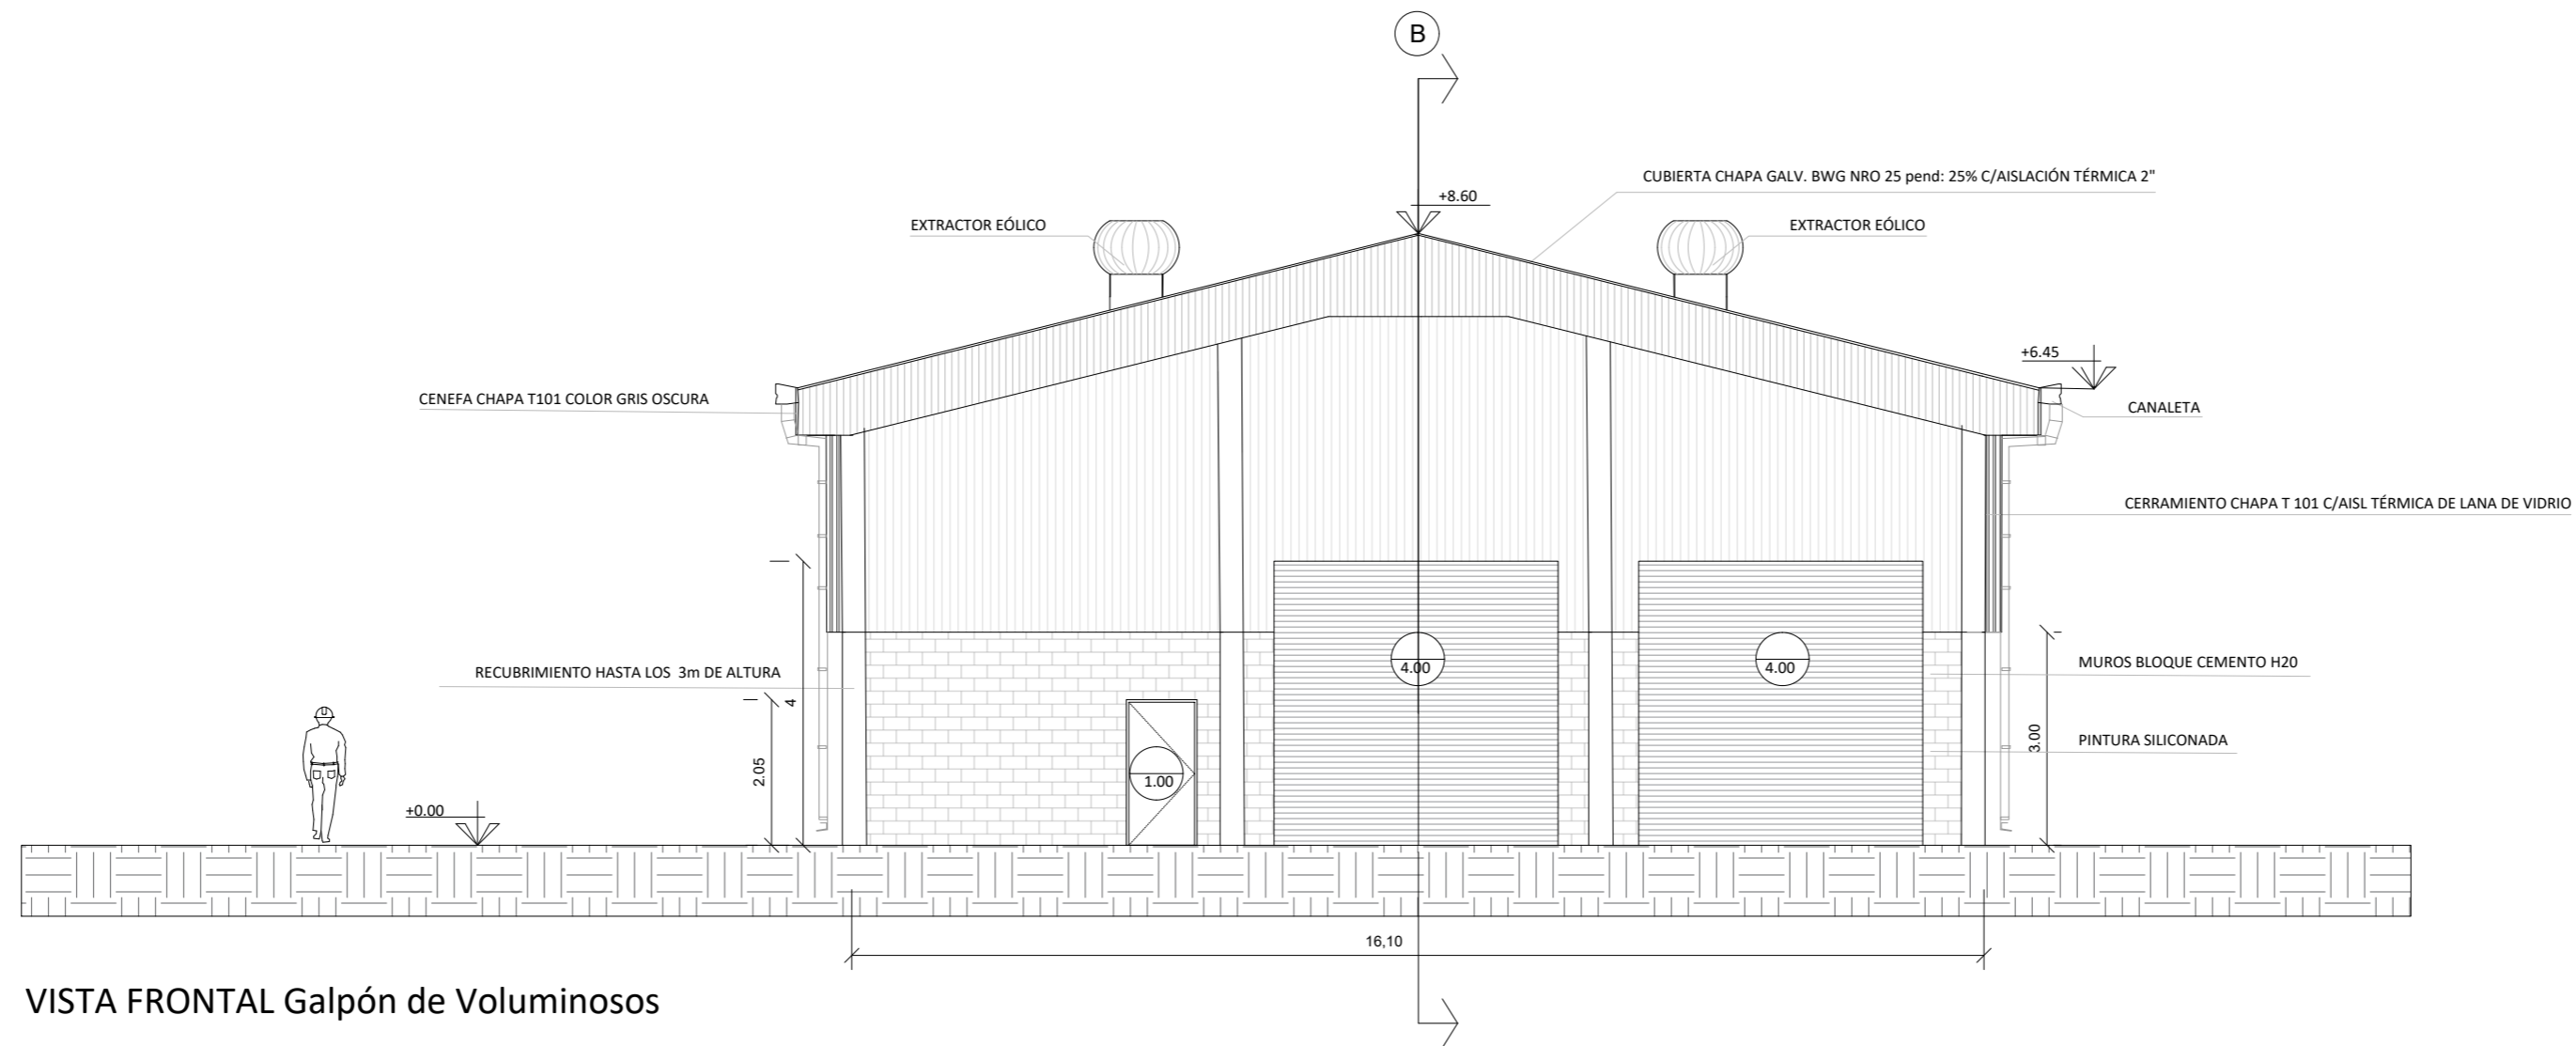 B
+8.60
CUBIERTA CHAPA GALV. BWG NRO 25 pend: 25% C/AISLACIÓN TÉRMICA 2"
EXTRACTOR EÓLICO
EXTRACTOR EÓLICO
+6.45
CENEFA CHAPA T101 COLOR GRIS OSCURA
CANALETA
CERRAMIENTO CHAPA T 101 C/AISL TÉRMICA DE LANA DE VIDRIO
RECUBRIMIENTO HASTA LOS 3m DE ALTURA
4.00
4.00
MUROS BLOQUE CEMENTO H20
4
2.05
1.00
3.00
PINTURA SILICONADA
+0.00
16,10
VISTA FRONTAL Galpón de Voluminosos